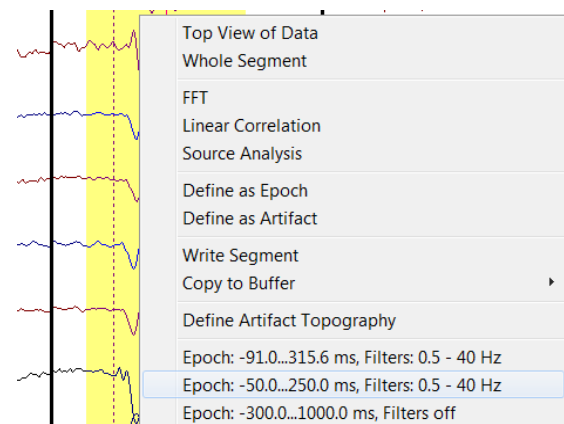 Top View of Data
Whole Segment
FFT
Linear Correlation
Source Analysis
Define as Epoch
Define as Artifact
Write Segment
Copy to Buffer
Define Artifact Topography
Epoch: -91.0...315.6 ms, Filters: 0.5 - 40 Hz
Epoch: -50.0...250.0 ms, Filters: 0.5 - 40 Hz
Epoch: -300.0...1000.0 ms, Filters off